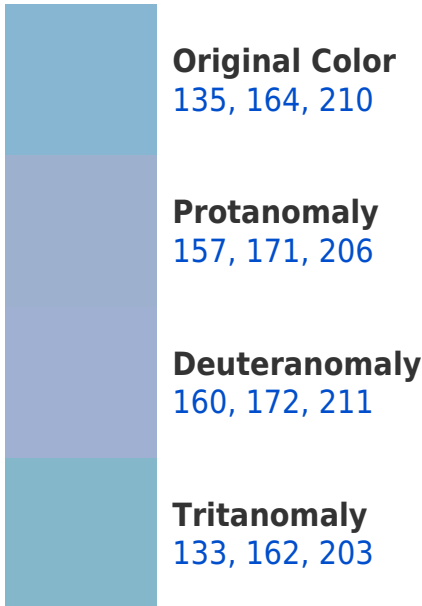 Original Color
135, 164, 210
Protanomaly
157, 171, 206
Deuteranomaly
160, 172, 211
Tritanomaly
133, 162, 203